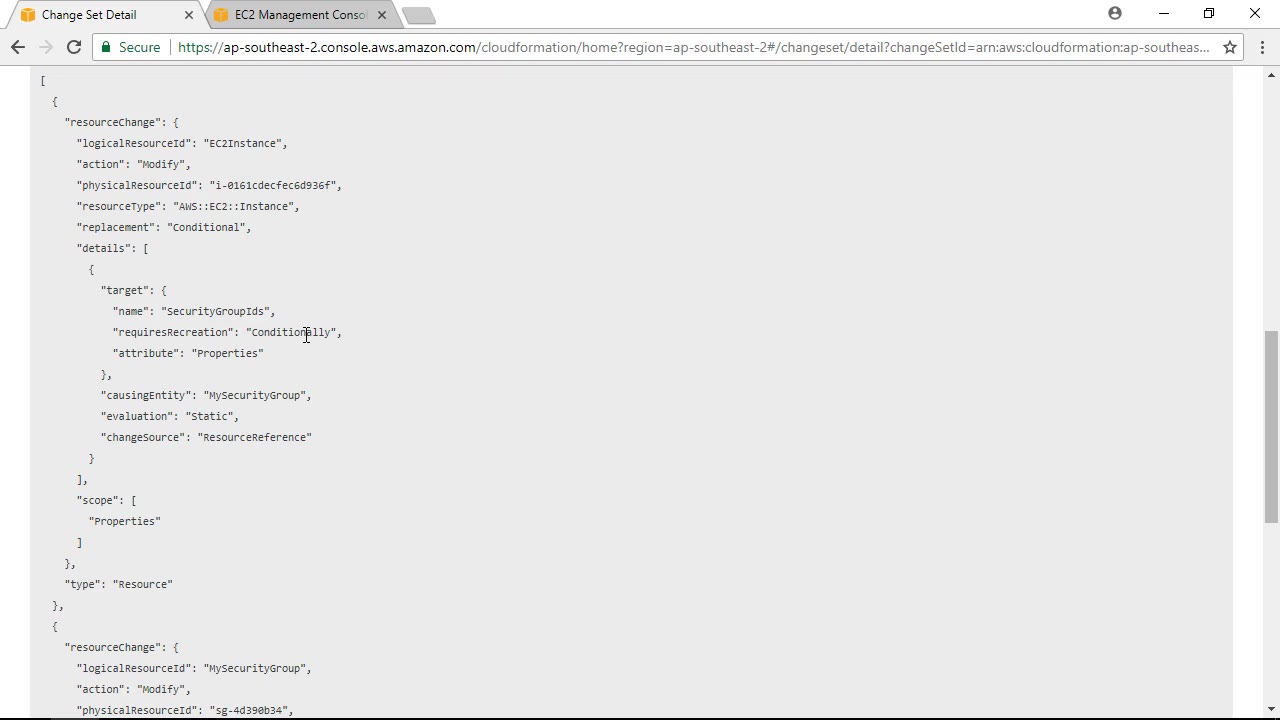 Change Set Detail
EC2 Management Consol
Secure
https://ap-southeast-2.console.aws.amazon.com/cloudformation/home?region=ap-southeast-2#/changeset/detail?changeSetId=arn:aws:cloudformation:ap-southeas...
[
{
"resourceChange": {
"logicalResourceId": "EC2Instance",
"action": "Modify",
"physicalResourceId": "i-0161cdecfec6d936f",
"resourceType": "AWS::EC2::Instance",
"replacement": "Conditional",
"details": [
{
"target": {
"name": "SecurityGroupIds",
"requiresRecreation": "Conditionally",
"attribute": "Properties"
},
"causingEntity": "MySecurityGroup",
"evaluation": "Static",
"changeSource": "ResourceReference"
}
],
"scope": [
"Properties"
]
},
"type": "Resource"
},
{
"resourceChange": {
"logicalResourceId": "MySecurityGroup",
"action": "Modify",
"physicalResourceId": "sg-4d390b34",